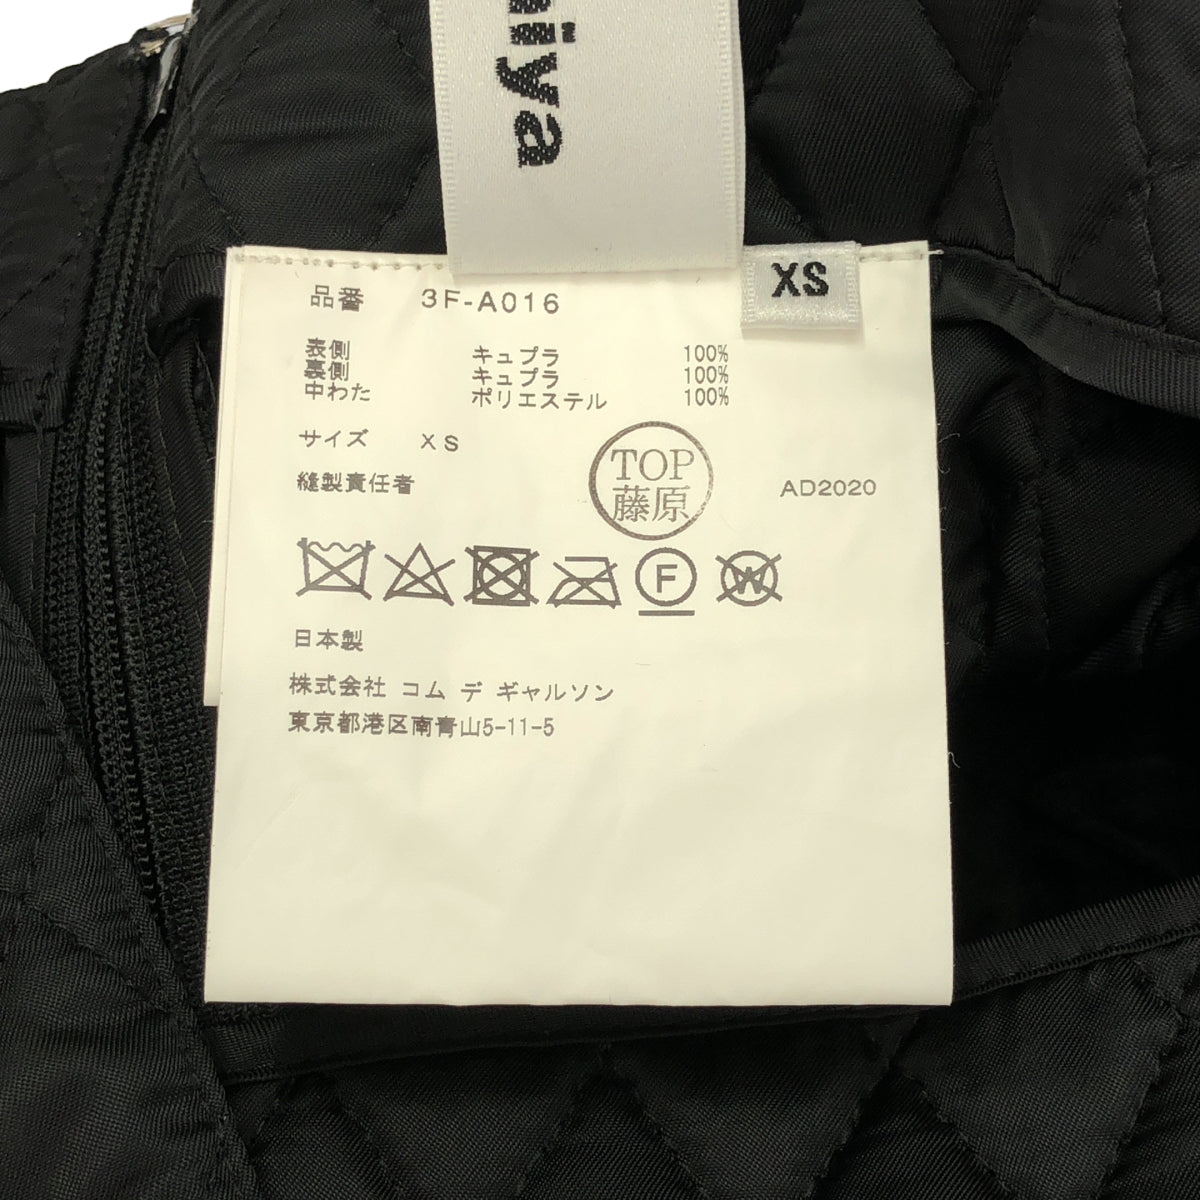 XS
品番 3F-A016
表側 キュプラ 100%
裏側 キュプラ 100%
中わた ポリエステル 100%
サイズ XS
縫製責任者 TOP 藤原 AD2020
F W
日本製
株式会社 コム デ ギャルソン
東京都港区南青山5-11-5